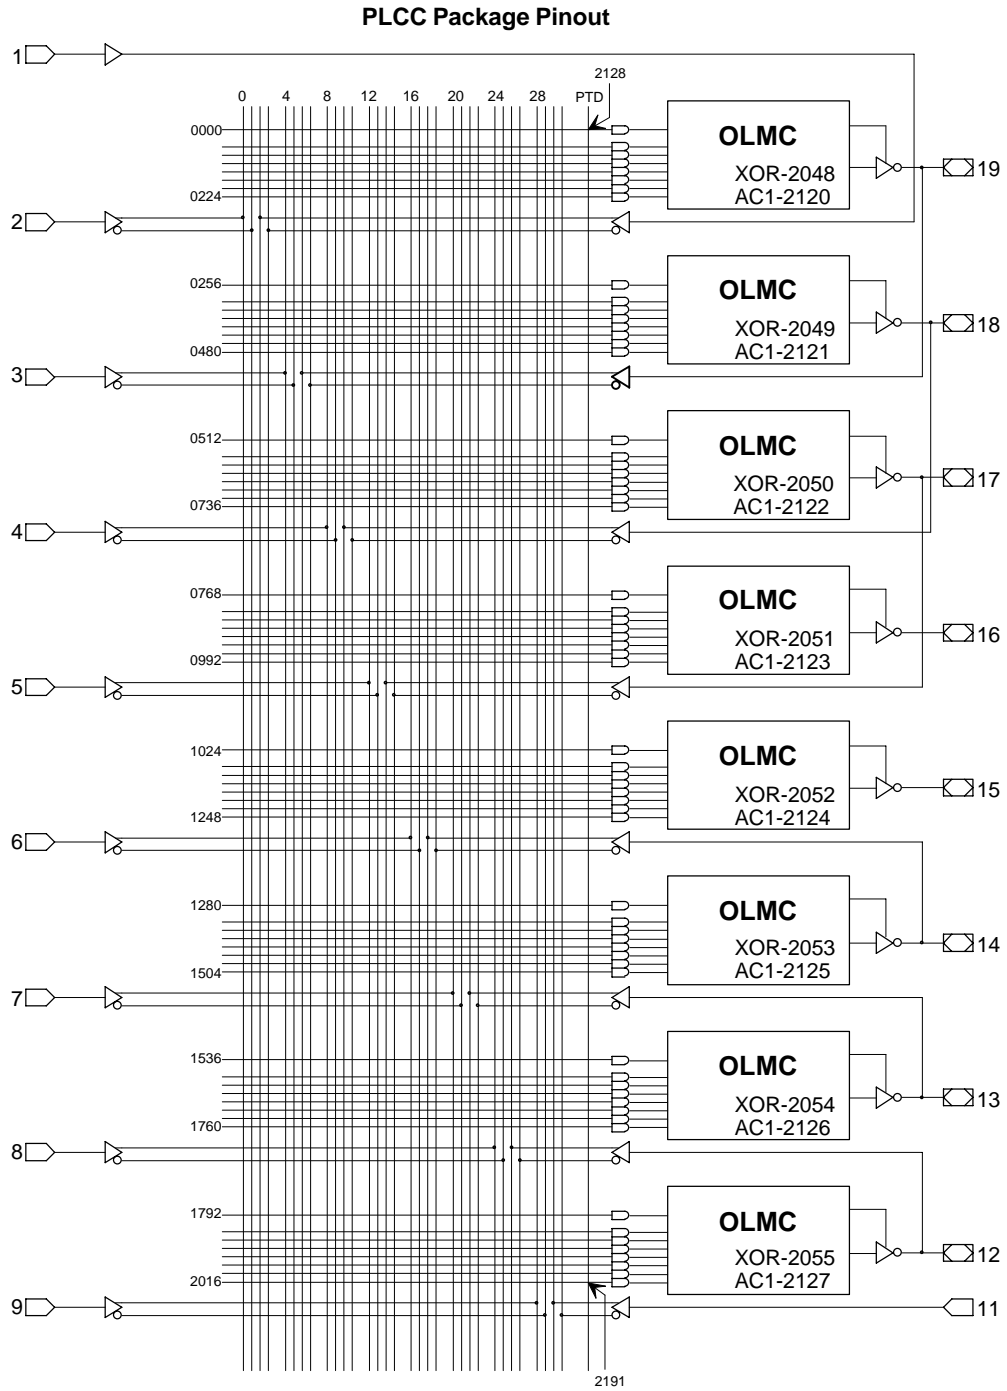 PLCC Package Pinout
1
2128
0 4 8 12 16 20 24 28 PTD
0000
OLMC
XOR-2048
AC1-2120
19
0224
2
0256
OLMC
XOR-2049
AC1-2121
18
0480
3
0512
OLMC
XOR-2050
AC1-2122
17
0736
4
0768
OLMC
XOR-2051
AC1-2123
16
0992
5
1024
OLMC
XOR-2052
AC1-2124
15
1248
6
1280
OLMC
XOR-2053
AC1-2125
14
1504
7
1536
OLMC
XOR-2054
AC1-2126
13
1760
8
1792
OLMC
XOR-2055
AC1-2127
12
2016
9
11
2191